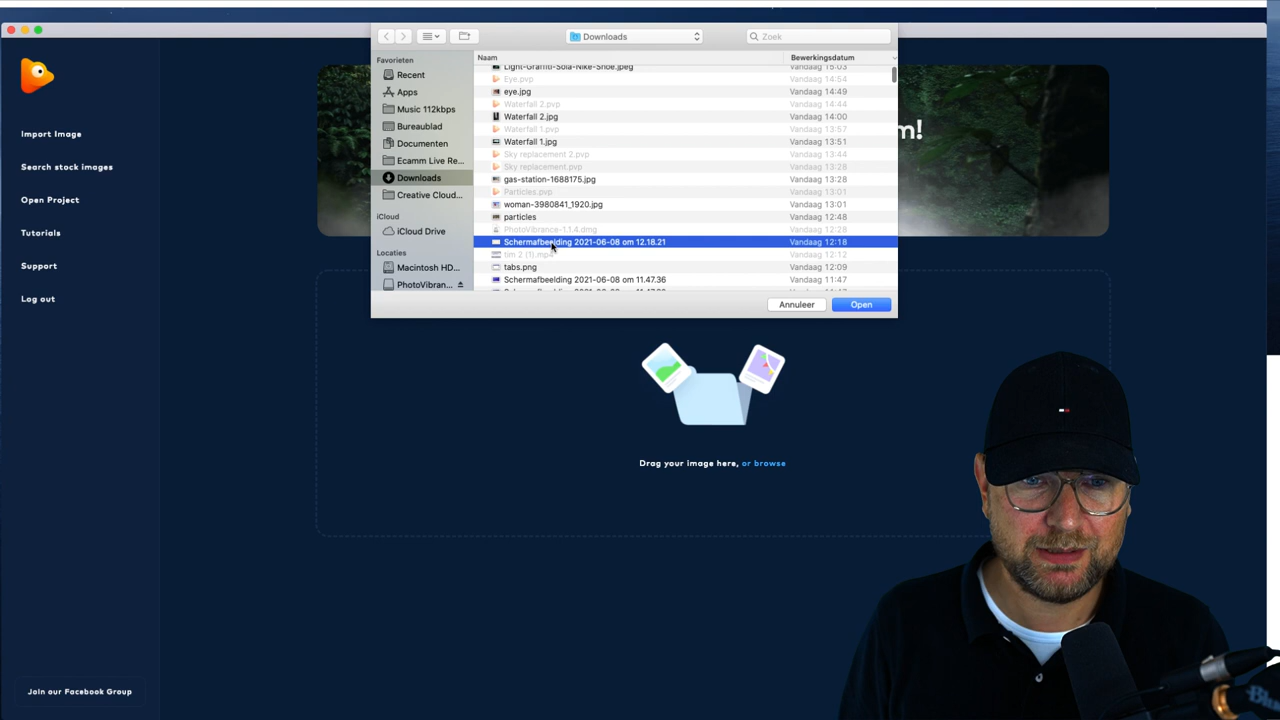 Downloads
Zoek
Favorieten
Recent
Apps
Music 112kbps
Bureaublad
Documenten
Ecamm Live Re...
Downloads
Creative Cloud...
iCloud
iCloud Drive
Locaties
Macintosh HD...
PhotoVibran...
Naam
Bewerkingsdatum
Light-Graffiti-Sola-Nike-Shoe.jpeg
Vandaag 15:03
Eye.pvp
Vandaag 14:54
eye.jpg
Vandaag 14:49
Waterfall 2.pvp
Vandaag 14:44
Waterfall 2.jpg
Vandaag 14:00
Waterfall 1.pvp
Vandaag 13:57
Waterfall 1.jpg
Vandaag 13:51
Sky replacement 2.pvp
Vandaag 13:44
Sky replacement.pvp
Vandaag 13:28
gas-station-1688175.jpg
Vandaag 13:28
Particles.pvp
Vandaag 13:01
woman-3980841_1920.jpg
Vandaag 13:01
particles
Vandaag 12:48
PhotoVibrance-1.1.4.dmg
Vandaag 12:28
Schermafbeelding 2021-06-08 om 12.18.21
Vandaag 12:18
tim 2 (1).mp4
Vandaag 12:12
tabs.png
Vandaag 12:09
Schermafbeelding 2021-06-08 om 11.47.36
Vandaag 11:47
Annuleer
Open
Import Image
Search stock images
Open Project
Tutorials
Support
Log out
m!
Drag your image here, or browse
Join our Facebook Group